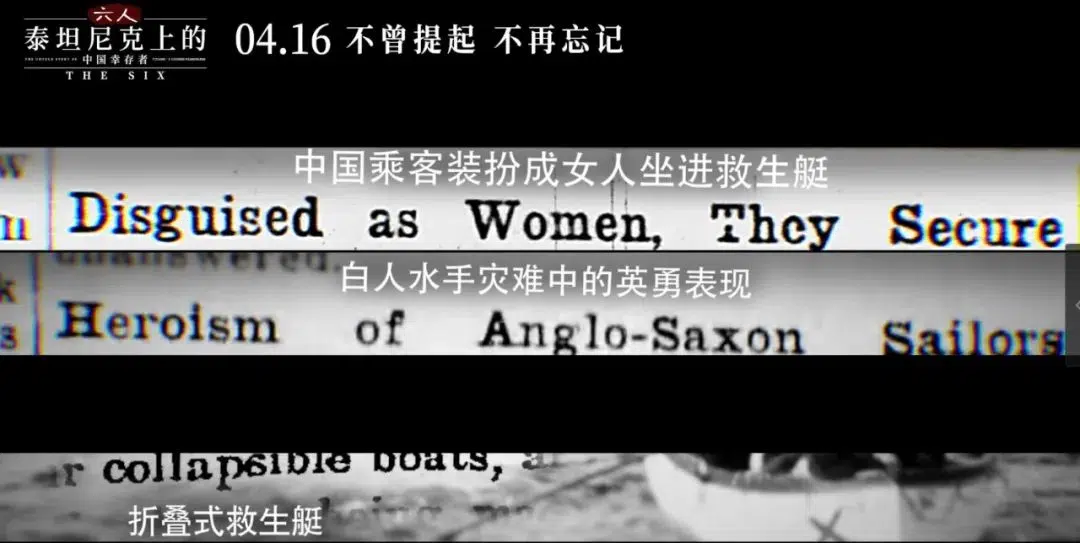 六人
泰坦尼克上的
中国幸存者
THE SIX
04.16 不曾提起 不再忘记
中国乘客装扮成女人坐进救生艇
Disguised as Women, They Secure
unanswered.
白人水手灾难中的英勇表现
Heroism of Anglo-Saxon Sailors
r collapsible boats, a
折叠式救生艇
being